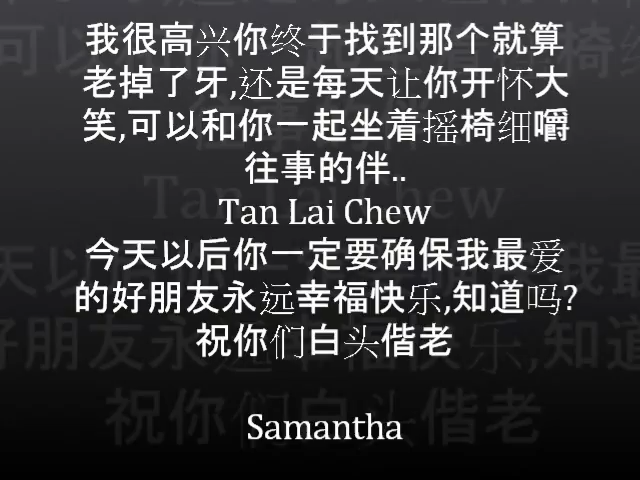 我很高兴你终于找到那个就算
老掉了牙,还是每天让你开怀大
笑,可以和你一起坐着摇椅细嚼
往事的伴..
Tan Lai Chew
今天以后你一定要确保我最爱
的好朋友永远幸福快乐,知道吗?
祝你们白头偕老
Samantha